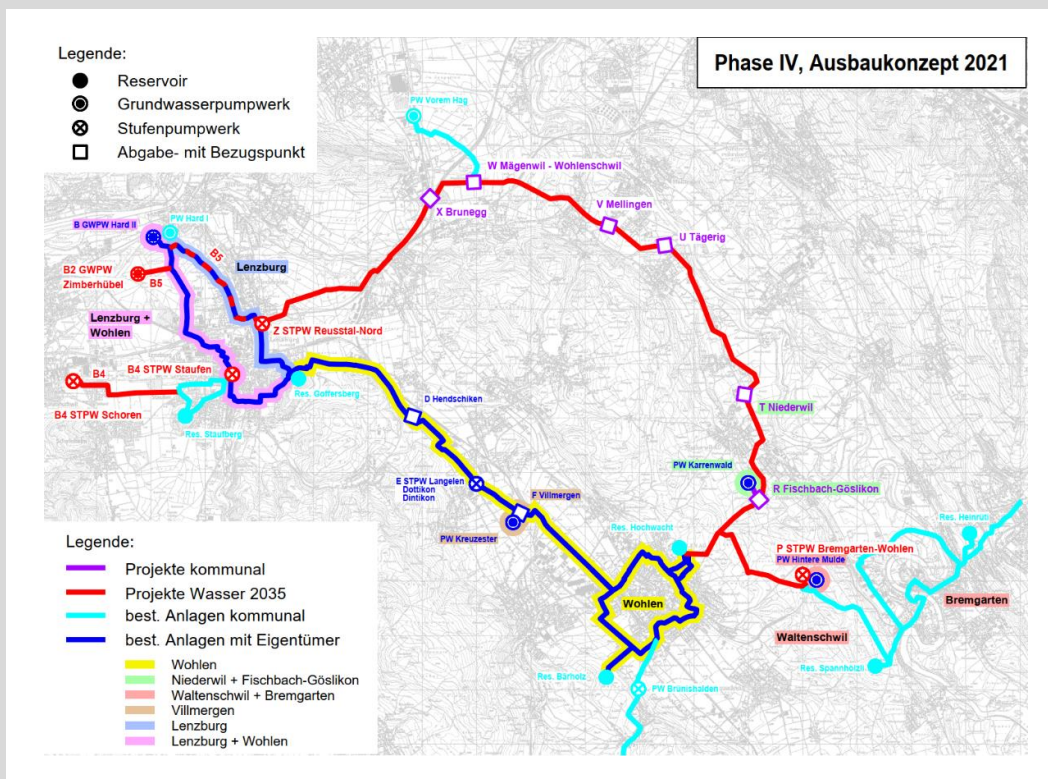 Phase IV, Ausbaukonzept 2021
Legende:
Reservoir
Grundwasserpumpwerk
Stufenpumpwerk
Abgabe- mit Bezugspunkt
PW Vorem Hag
W Mägenwil - Wohlenschwil
X Brunegg
V Mellingen
U Tägerig
PW Hard I
B GWPW Hard II
B5
Lenzburg
B2 GWPW
Zimberhübel
B5
Lenzburg +
Wohlen
Z STPW Reusstal-Nord
B4
B4 STPW Staufen
B4 STPW Schoren
Res. Staufberg
Res. Goffersberg
D Hendschiken
T Niederwil
E STPW Langelen
Dottikon
Dintikon
F Villmergen
PW Kreuzester
PW Karrenwald
R Fischbach-Göslikon
Res. Hochwacht
Res. Heinrüti
P STPW Bremgarten-Wohlen
PW Hintere Mulde
Wohlen
Bremgarten
Waltenschwil
Res. Bärholz
Res. Spannhölzli
PW Brünishalden
Legende:
Projekte kommunal
Projekte Wasser 2035
best. Anlagen kommunal
best. Anlagen mit Eigentümer
Wohlen
Niederwil + Fischbach-Göslikon
Waltenschwil + Bremgarten
Villmergen
Lenzburg
Lenzburg + Wohlen